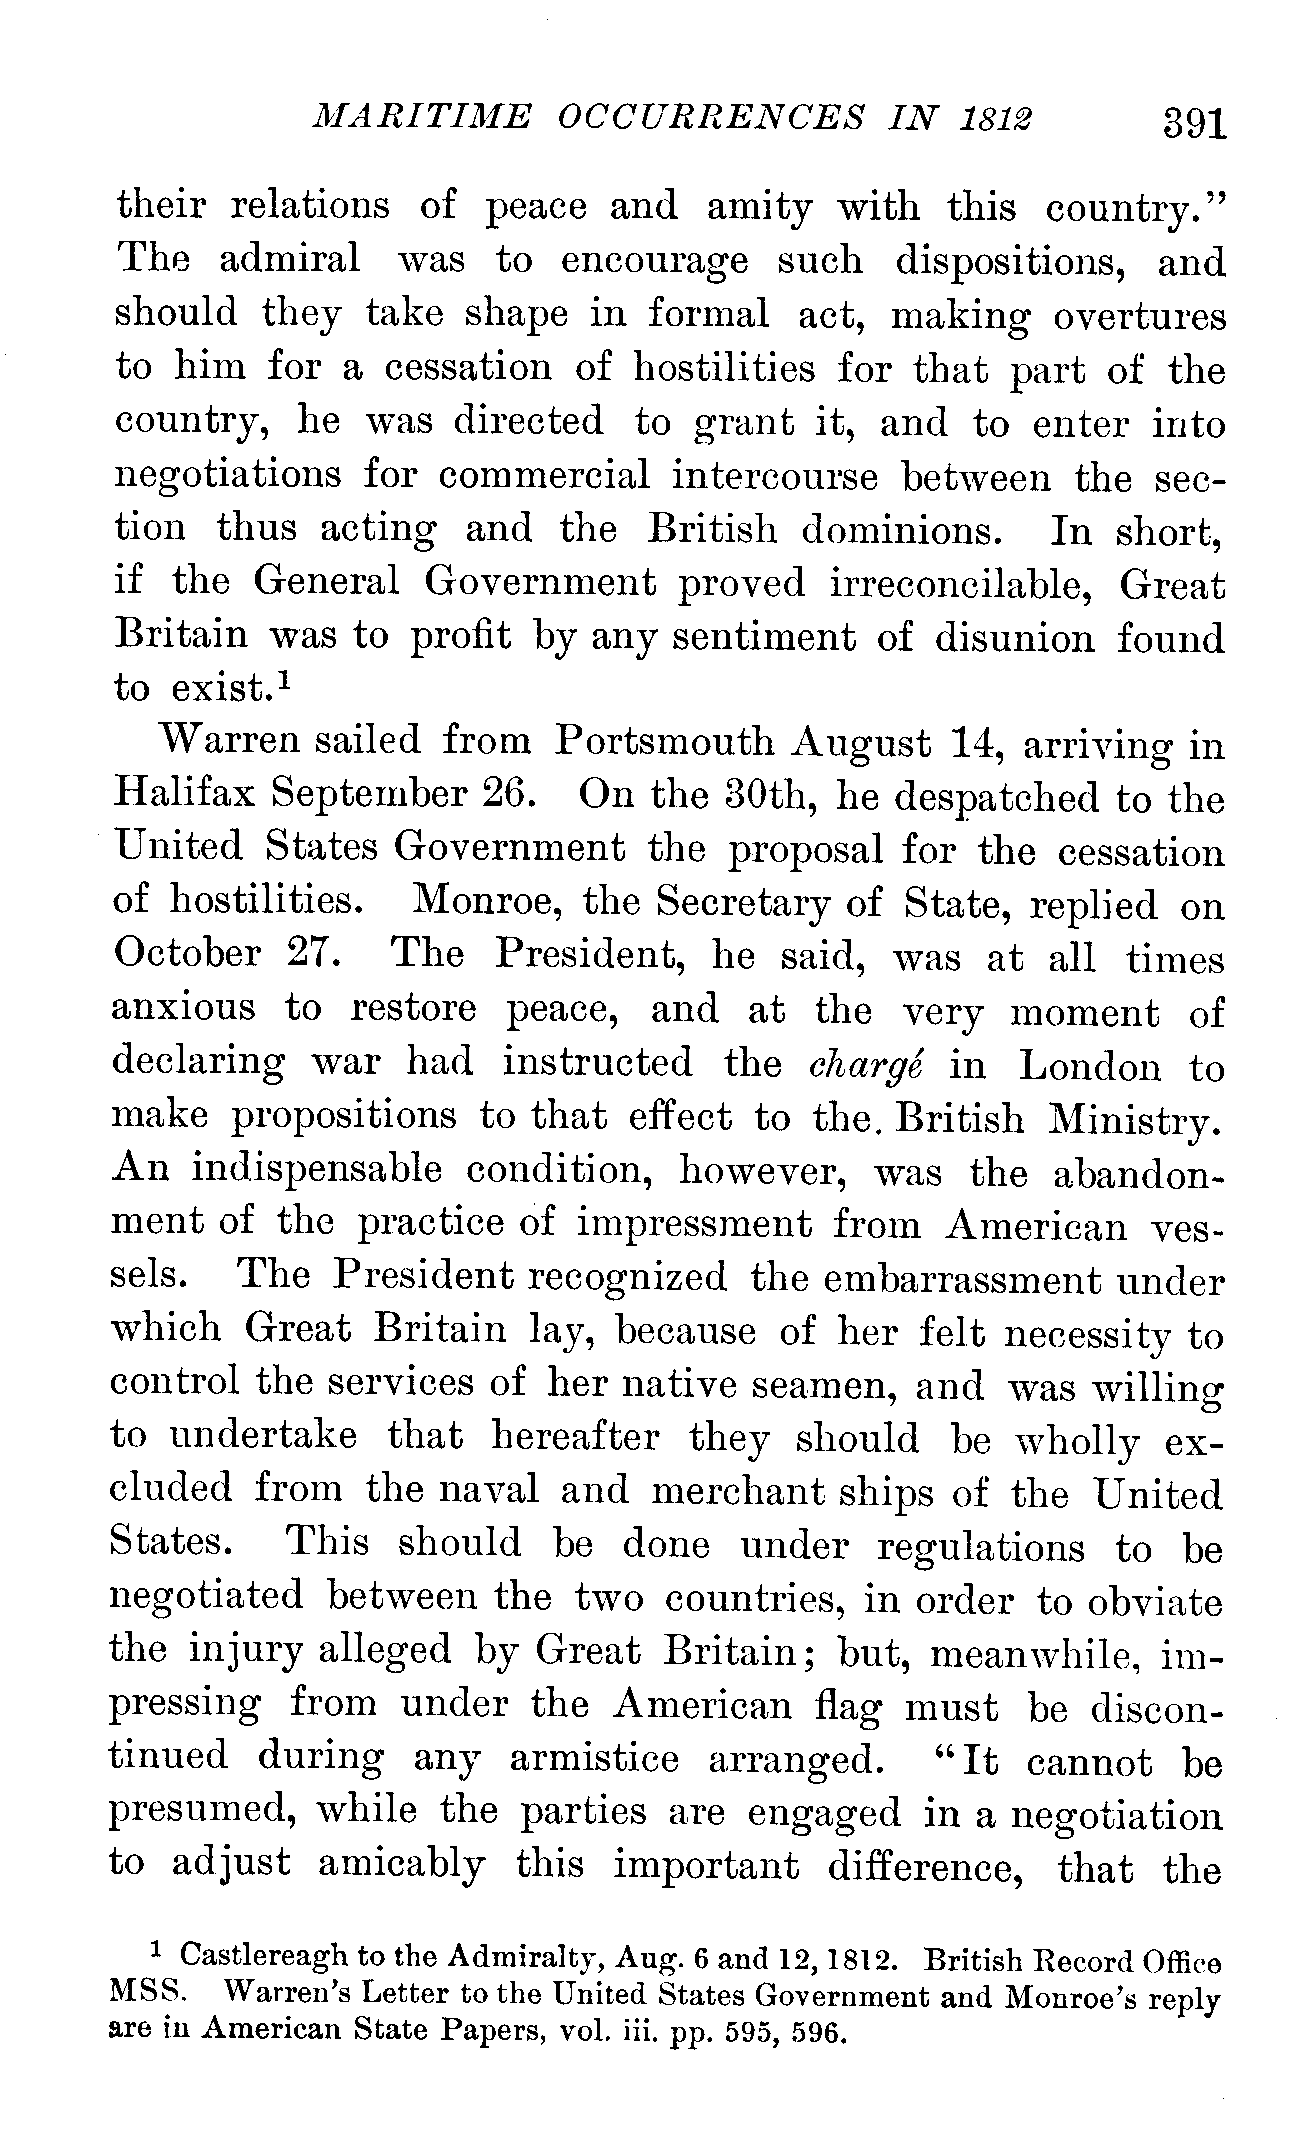 MARITIME OCCURRENCES IN 1812 391
their relations of peace and amity with this country."
The admiral was to encourage such dispositions, and
should they take shape in formal act, making overtures
to him for a cessation of hostilities for that part of the
country, he was directed to grant it, and to enter into
negotiations for commercial intercourse between the sec-
tion thus acting and the British dominions. In short,
if the General Government proved irreconcilable, Great
Britain was to profit by any sentiment of disunion found
to exist.¹
Warren sailed from Portsmouth August 14, arriving in
Halifax September 26. On the 30th, he despatched to the
United States Government the proposal for the cessation
of hostilities. Monroe, the Secretary of State, replied on
October 27. The President, he said, was at all times
anxious to restore peace, and at the very moment of
declaring war had instructed the chargé in London to
make propositions to that effect to the. British Ministry.
An indispensable condition, however, was the abandon-
ment of the practice of impressment from American ves-
sels. The President recognized the embarrassment under
which Great Britain lay, because of her felt necessity to
control the services of her native seamen, and was willing
to undertake that hereafter they should be wholly ex-
cluded from the naval and merchant ships of the United
States. This should be done under regulations to be
negotiated between the two countries, in order to obviate
the injury alleged by Great Britain; but, meanwhile, im-
pressing from under the American flag must be discon-
tinued during any armistice arranged. "It cannot be
presumed, while the parties are engaged in a negotiation
to adjust amicably this important difference, that the
¹ Castlereagh to the Admiralty, Aug. 6 and 12, 1812. British Record Office
MSS. Warren's Letter to the United States Government and Monroe's reply
are in American State Papers, vol. iii. pp. 595, 596.